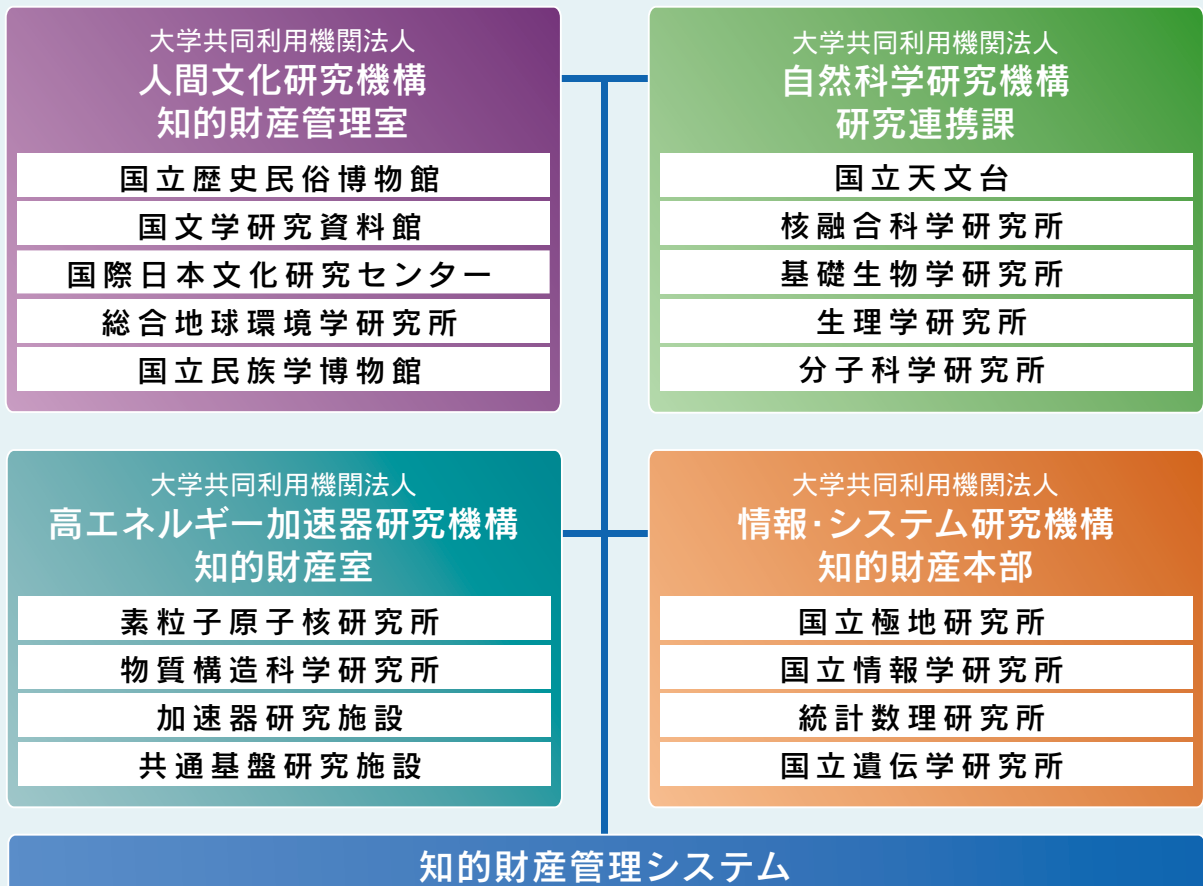 大学共同利用機関法人
人間文化研究機構
知的財産管理室
国立歴史民俗博物館
国文学研究資料館
国際日本文化研究センター
総合地球環境学研究所
国立民族学博物館
大学共同利用機関法人
自然科学研究機構
研究連携課
国立天文台
核融合科学研究所
基礎生物学研究所
生理学研究所
分子科学研究所
大学共同利用機関法人
高エネルギー加速器研究機構
知的財産室
素粒子原子核研究所
物質構造科学研究所
加速器研究施設
共通基盤研究施設
大学共同利用機関法人
情報・システム研究機構
知的財産本部
国立極地研究所
国立情報学研究所
統計数理研究所
国立遺伝学研究所
知的財産管理システム